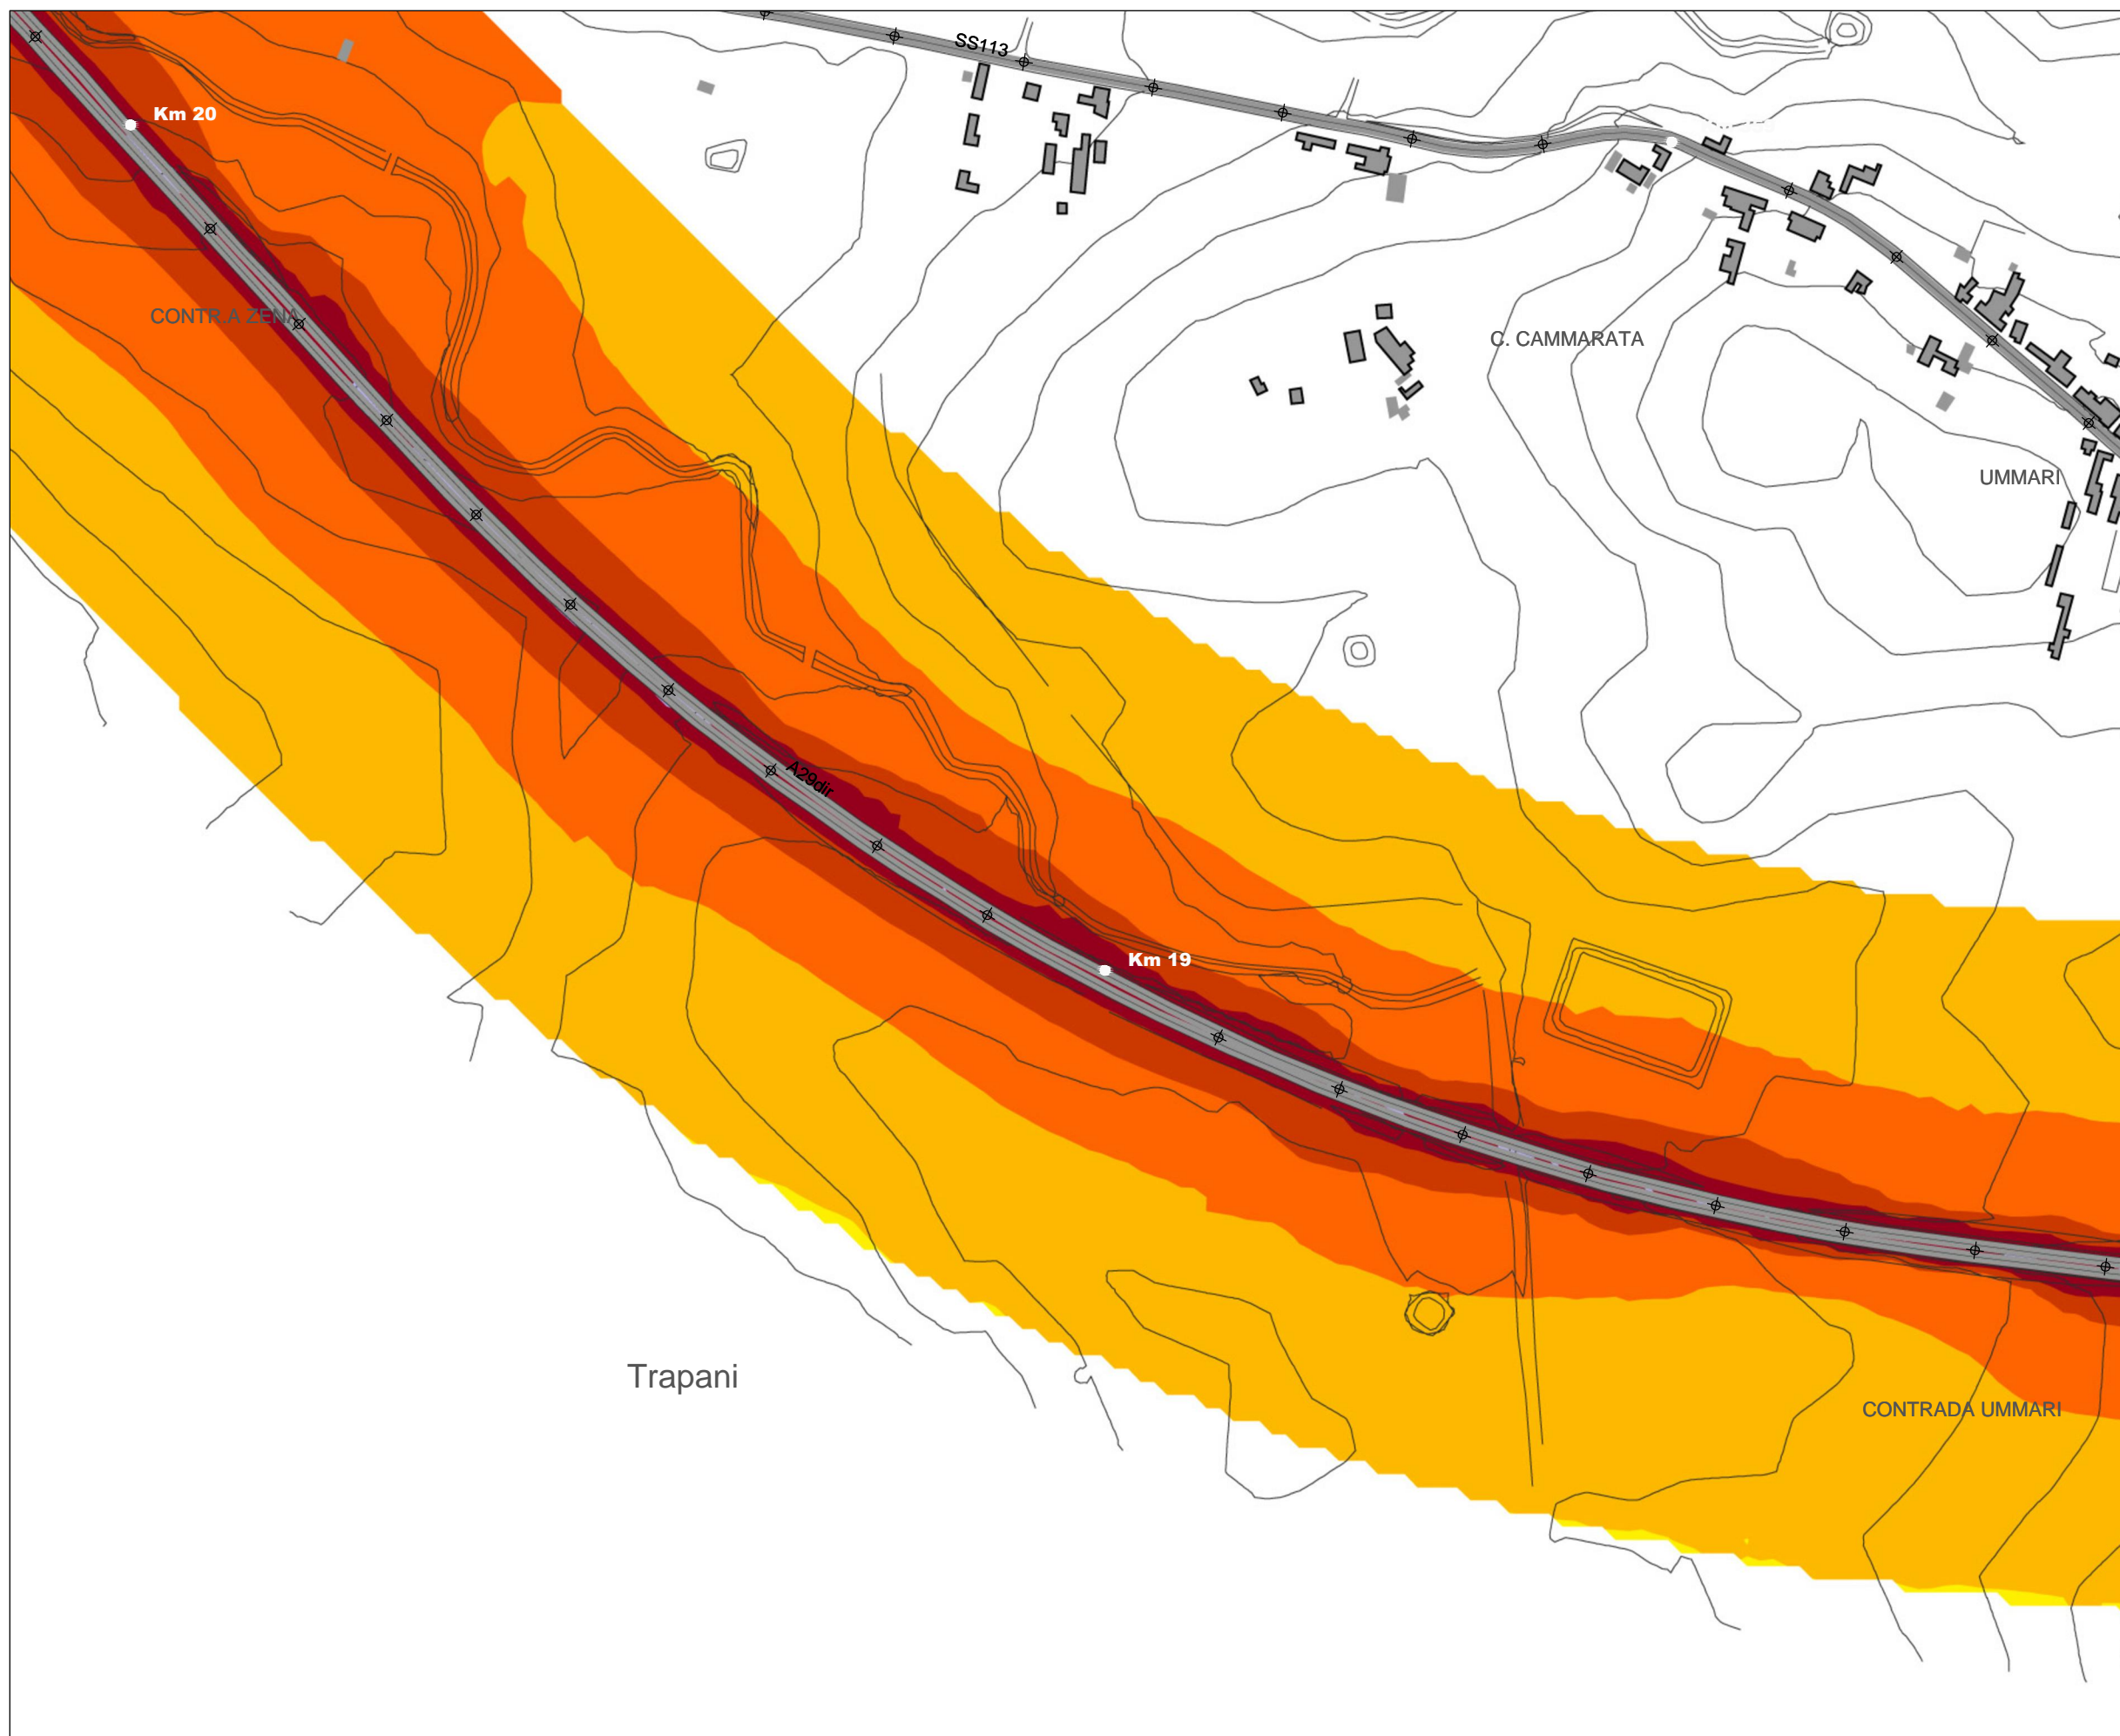 SS113
Km 20
CONTR.A ZENA
C. CAMMARATA
UMMARI
A29dir
Km 19
Trapani
CONTRADA UMMARI